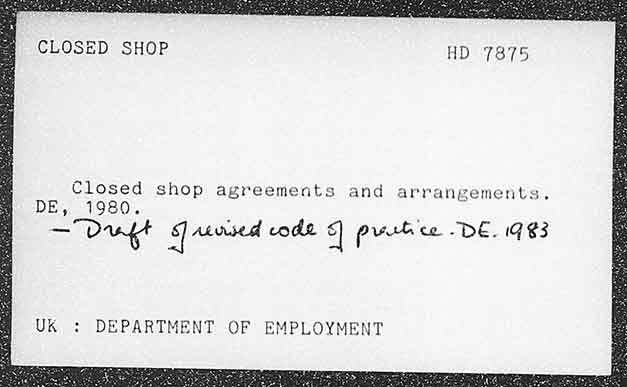 CLOSED SHOP
HD 7875
Closed shop agreements and arrangements.
DE, 1980.
— Draft of revised code of practice. DE. 1983
UK : DEPARTMENT OF EMPLOYMENT